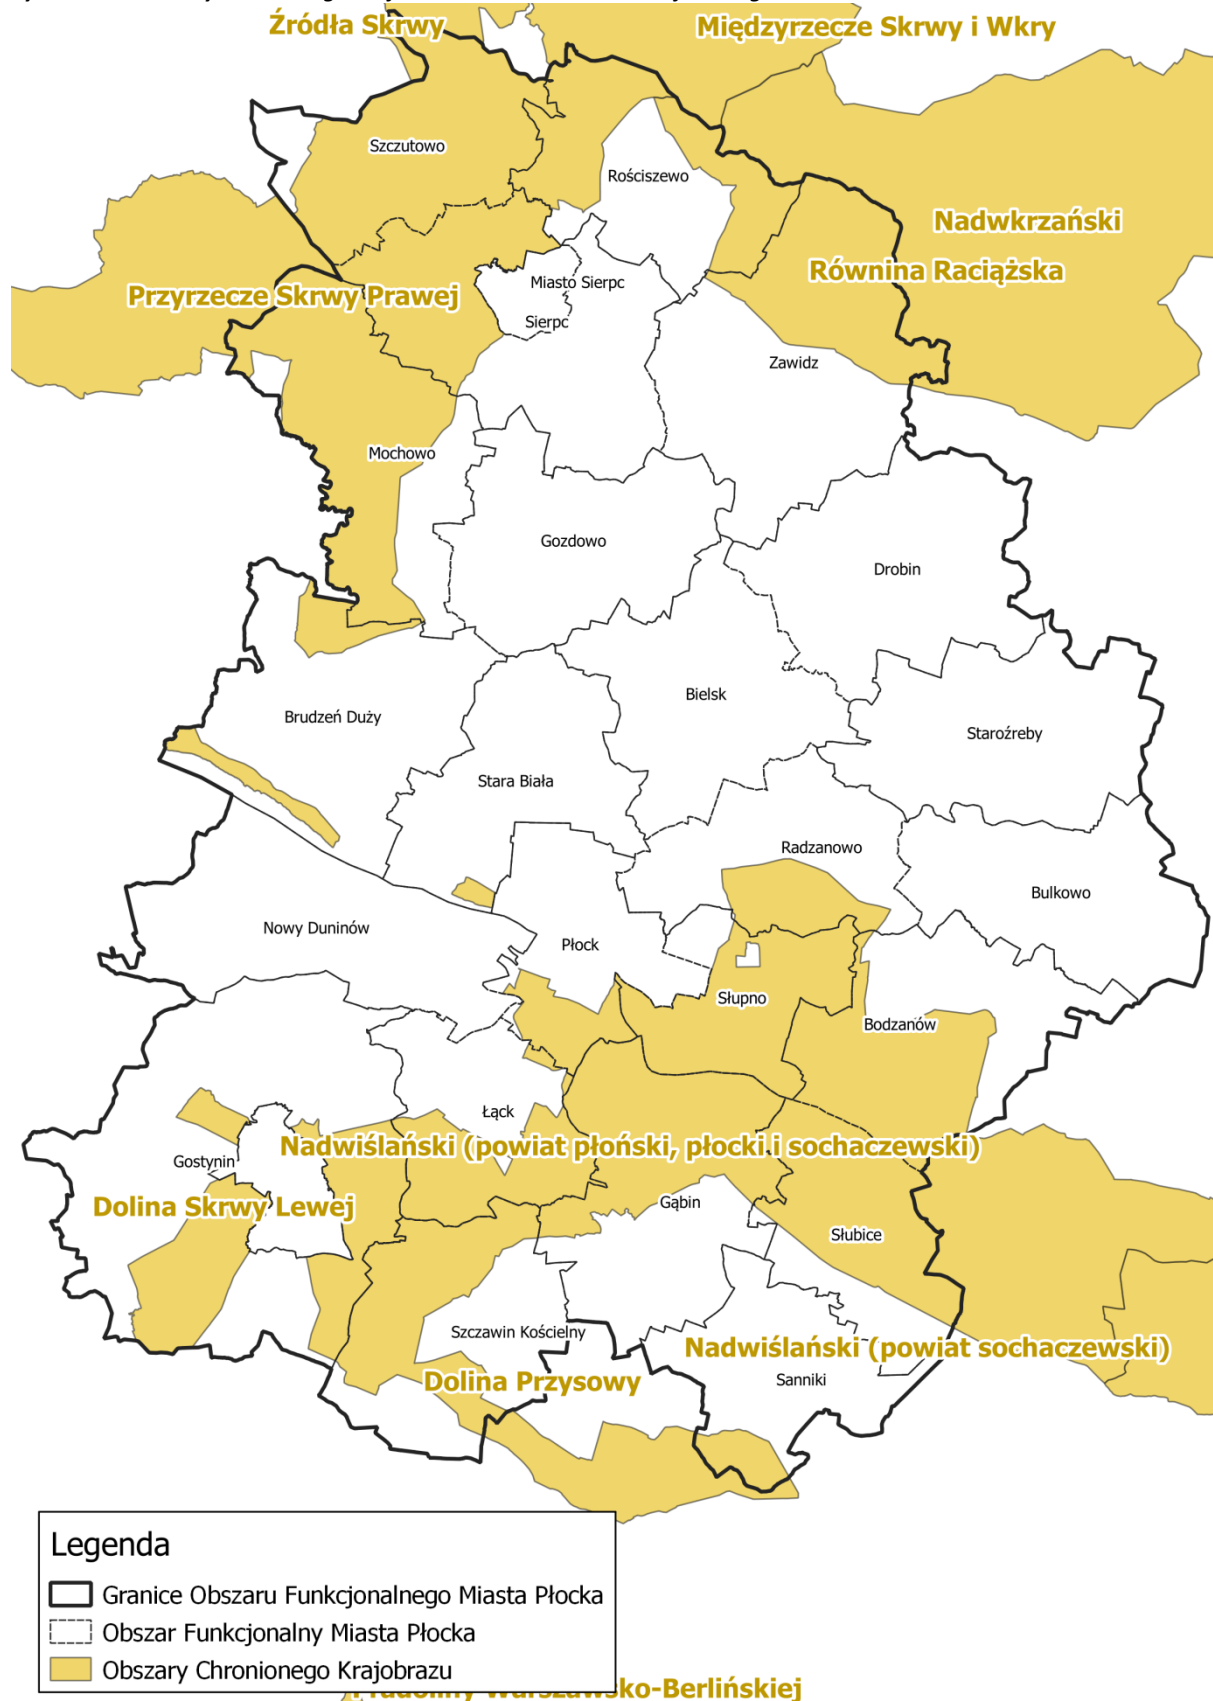 Źródła Skrwy
Międzyrzecze Skrwy i Wkry
Szczutowo
Rościszewo
Nadwkrzański
Równina Raciążska
Miasto Sierpc
Przyrzecze Skrwy Prawej
Sierpc
Zawidz
Mochowo
Gozdowo
Drobin
Bielsk
Brudzeń Duży
Staroźreby
Stara Biała
Radzanowo
Bulkowo
Nowy Duninów
Płock
Słupno
Bodzanów
Łąck
Nadwiślański (powiat płoński, płocki i sochaczewski)
Gostynin
Dolina Skrwy Lewej
Gąbin
Słubice
Szczawin Kościelny
Nadwiślański (powiat sochaczewski)
Dolina Przysowy
Sanniki
Legenda
Granice Obszaru Funkcjonalnego Miasta Płocka
Obszar Funkcjonalny Miasta Płocka
Obszary Chronionego Krajobrazu